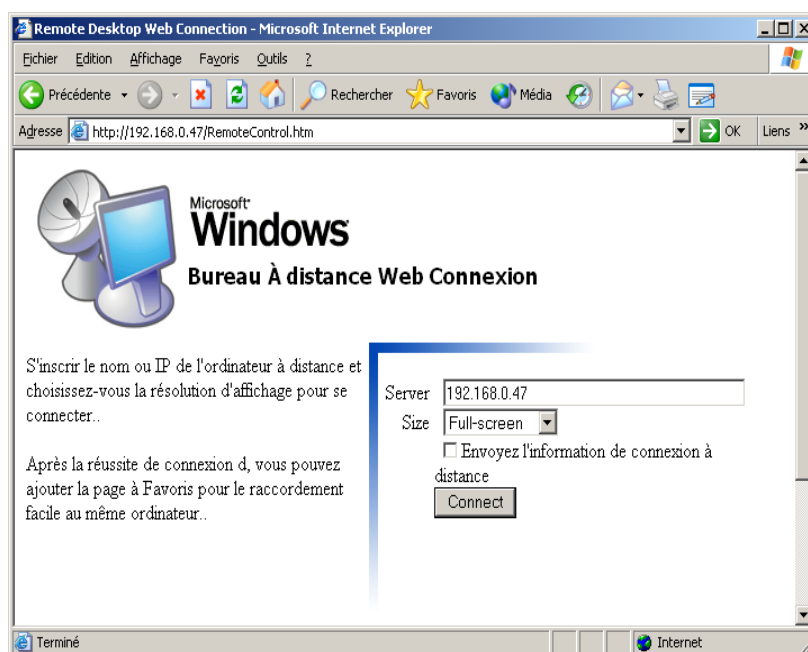 Remote Desktop Web Connection - Microsoft Internet Explorer
Fichier Edition Affichage Favoris Outils ?
Précédente Rechercher Favoris Média
Adresse http://192.168.0.47/RemoteControl.htm OK Liens »
Microsoft
Windows
Bureau À distance Web Connexion
S'inscrir le nom ou IP de l'ordinateur à distance et
choisissez-vous la résolution d'affichage pour se
connecter..
Après la réussite de connexion d, vous pouvez
ajouter la page à Favoris pour le raccordement
facile au même ordinateur..
Server 192.168.0.47
Size Full-screen
Envoyez l'information de connexion à
distance
Connect
Terminé Internet